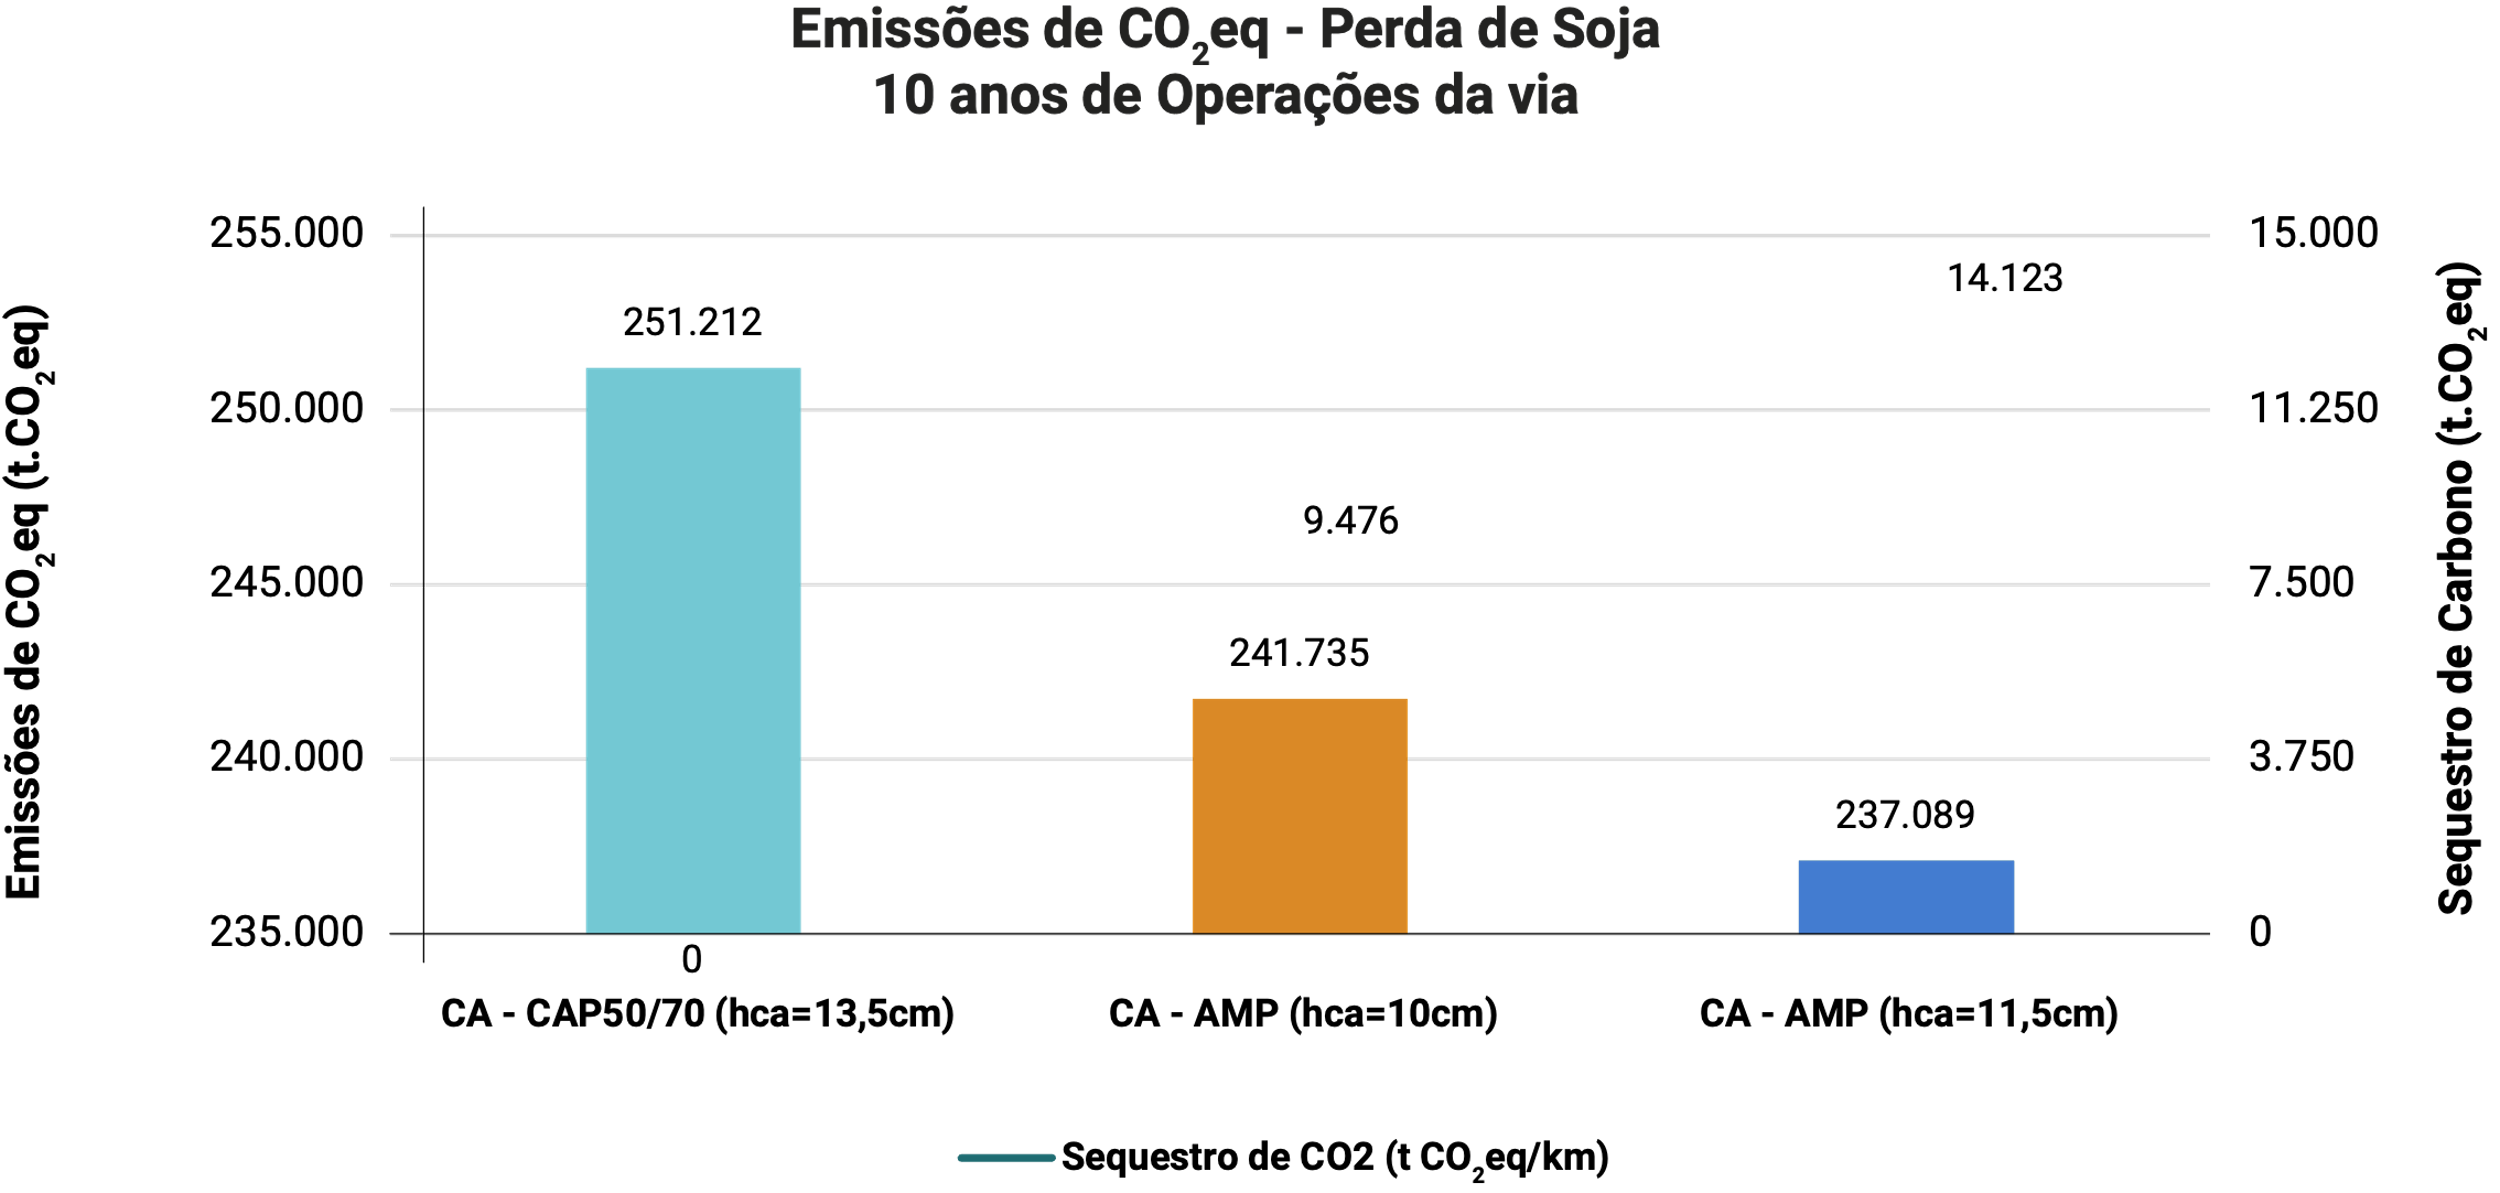 Emissões de CO2eq - Perda de Soja
10 anos de Operações da via
Emissões de CO2eq (t.CO2eq)
255.000
250.000
245.000
240.000
235.000
251.212
0
9.476
241.735
14.123
237.089
15.000
11.250
7.500
3.750
0
Sequestro de Carbono (t.CO2eq)
CA - CAP50/70 (hca=13,5cm)
CA - AMP (hca=10cm)
CA - AMP (hca=11,5cm)
Sequestro de CO2 (t CO2eq/km)